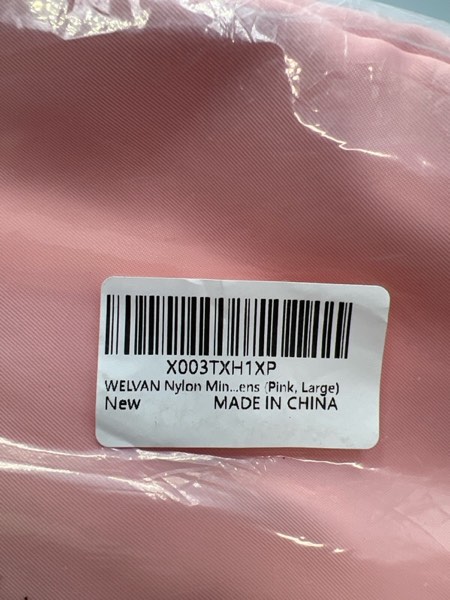 X003TXH1XP
WELVAN Nylon Min...ens (Pink, Large)
New MADE IN CHINA